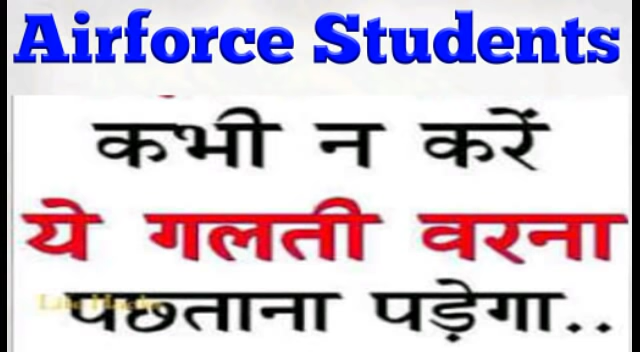 Airforce Students
कभी न करें
ये गलती वरना
पछताना पड़ेगा..